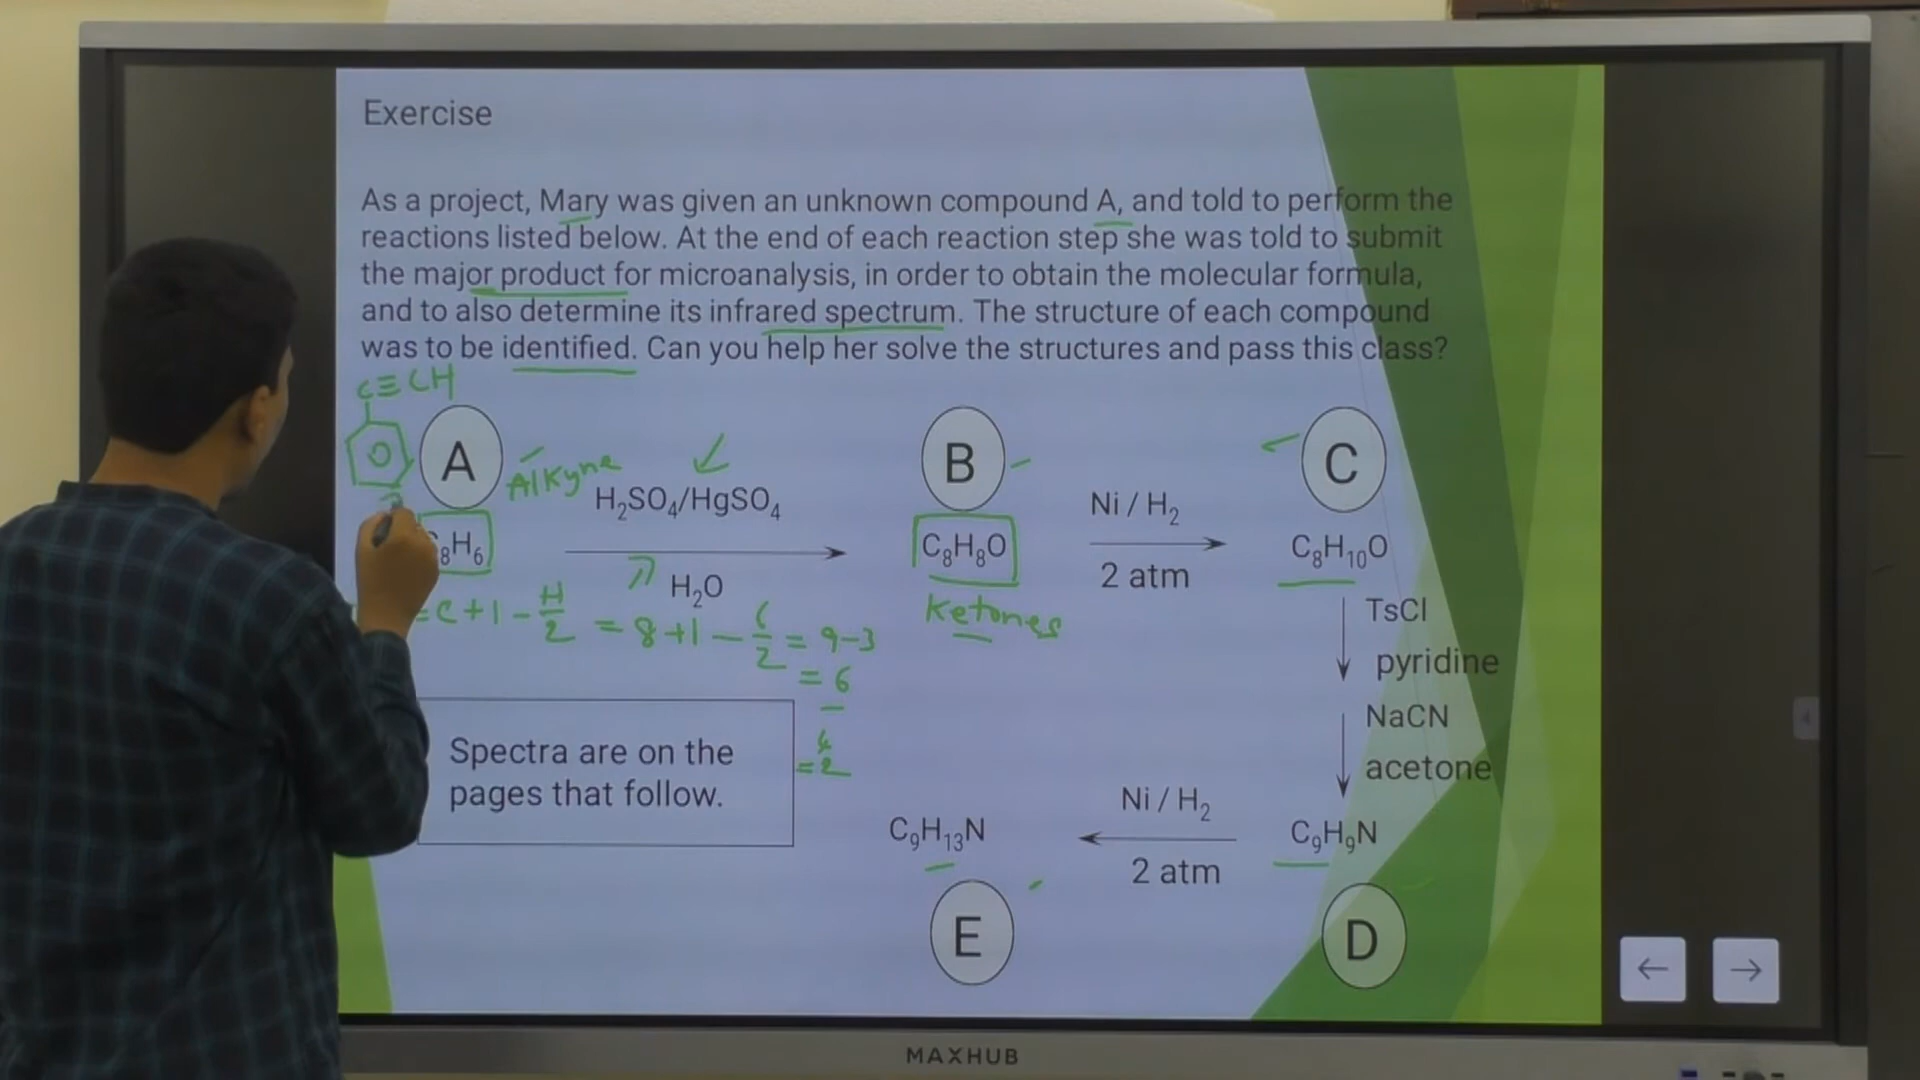 Exercise
As a project, Mary was given an unknown compound A, and told to perform the
reactions listed below. At the end of each reaction step she was told to submit
the major product for microanalysis, in order to obtain the molecular formula,
and to also determine its infrared spectrum. The structure of each compound
was to be identified. Can you help her solve the structures and pass this class?
C≡CH
A
Alkyne
H₂SO₄/HgSO₄
H₂O
₈H₆
B
C₈H₈O
Ketones
Ni / H₂
2 atm
C
C₈H₁₀O
= C + 1 - H/2 = 8 + 1 - 6/2 = 9 - 3
= 6
TsCl
pyridine
NaCN
acetone
Spectra are on the
pages that follow.
C₉H₁₃N
Ni / H₂
2 atm
C₉H₉N
E
D
← →
MAXHUB